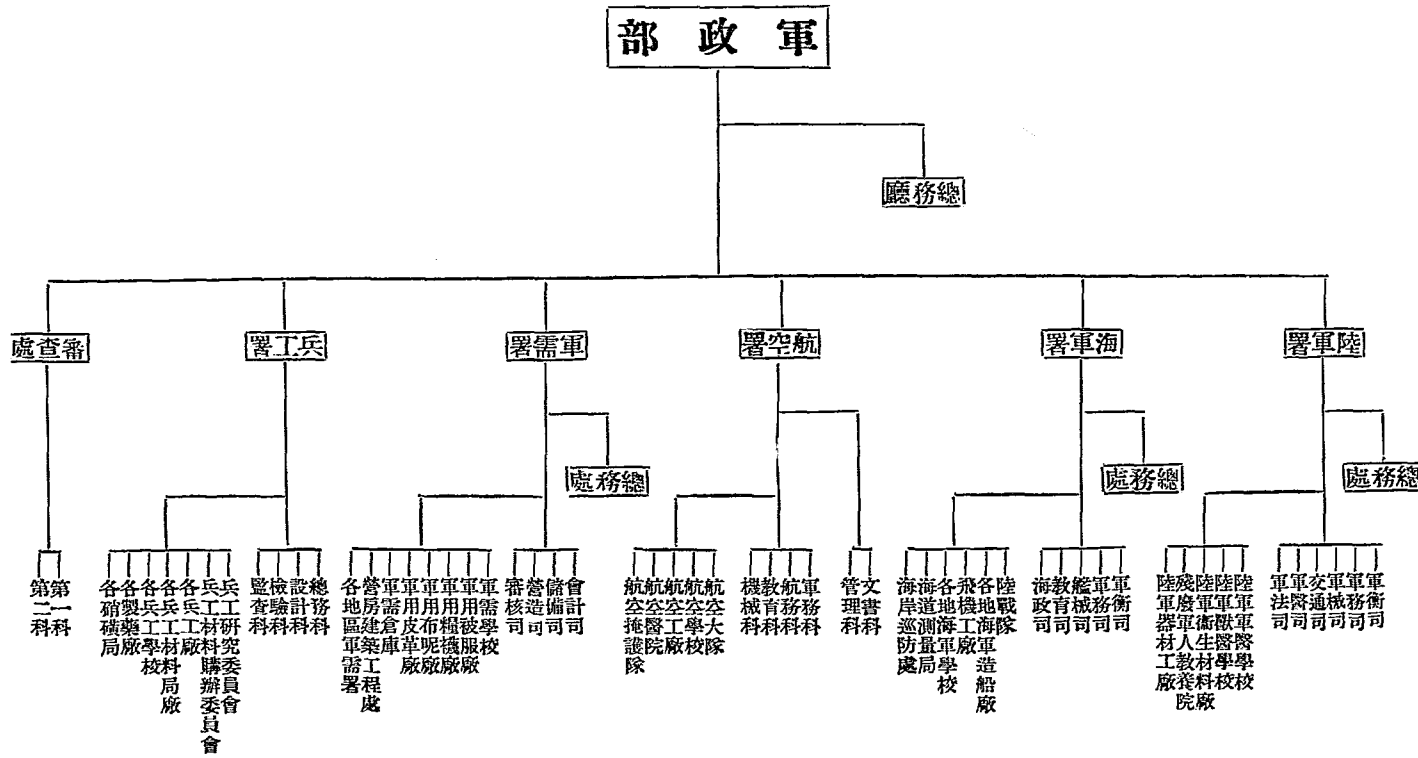 軍政部
總務廳
陸軍署
海軍署
航空署
軍需署
兵工署
審查處
總務處
總務處
總務處
軍衡司
軍務司
軍械司
交通司
軍醫司
軍法司
陸軍軍醫學校
陸軍獸醫學校
陸軍衞生材料廠
殘廢軍人教養院
陸軍器材工廠
軍衡司
軍務司
艦械司
教育司
海政司
陸戰隊
各地海軍造船廠
飛機工廠
各地海軍學校
海道測量局
海岸巡防處
文書科
管理科
軍務科
航務科
教育科
機械科
航空大隊
航空學校
航空工廠
航空醫院
航空掩護隊
會計司
儲備司
營造司
審核司
軍需學校
軍用被服廠
軍用糧襪廠
軍用布呢廠
軍用皮革廠
軍需倉庫
營房建築工程處
各地區軍需署
總務科
設計科
檢驗科
監查科
兵工研究委員會
兵工材料購辦委員會
各兵工廠
各兵工材料局廠
各兵工學校
各製藥廠
各硝磺局
第一科
第二科